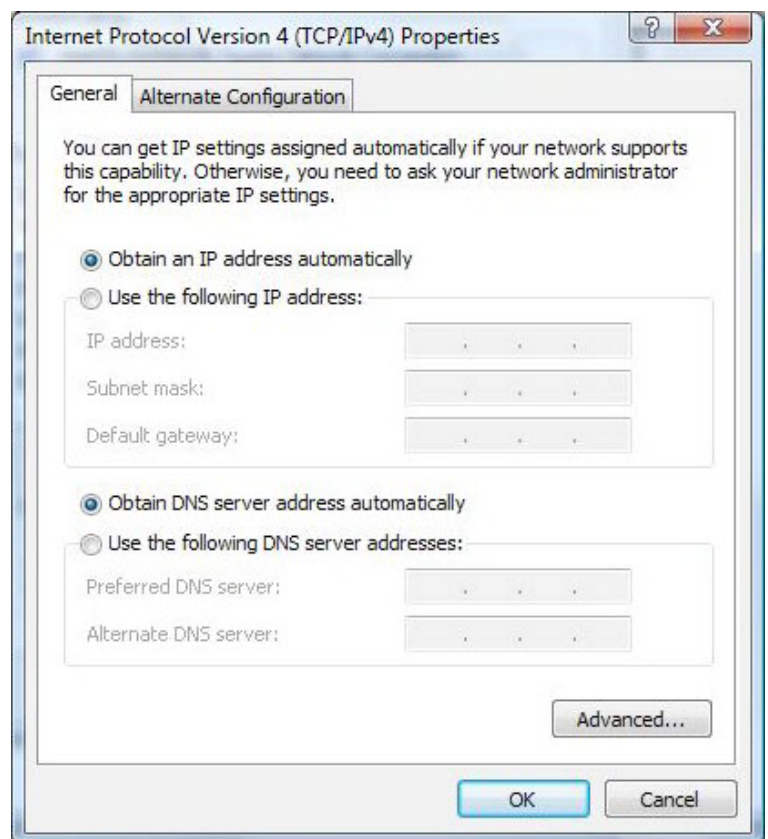 Internet Protocol Version 4 (TCP/IPv4) Properties
General
Alternate Configuration
You can get IP settings assigned automatically if your network supports
this capability. Otherwise, you need to ask your network administrator
for the appropriate IP settings.
Obtain an IP address automatically
Use the following IP address:
IP address:
Subnet mask:
Default gateway:
Obtain DNS server address automatically
Use the following DNS server addresses:
Preferred DNS server:
Alternate DNS server:
Advanced...
OK
Cancel